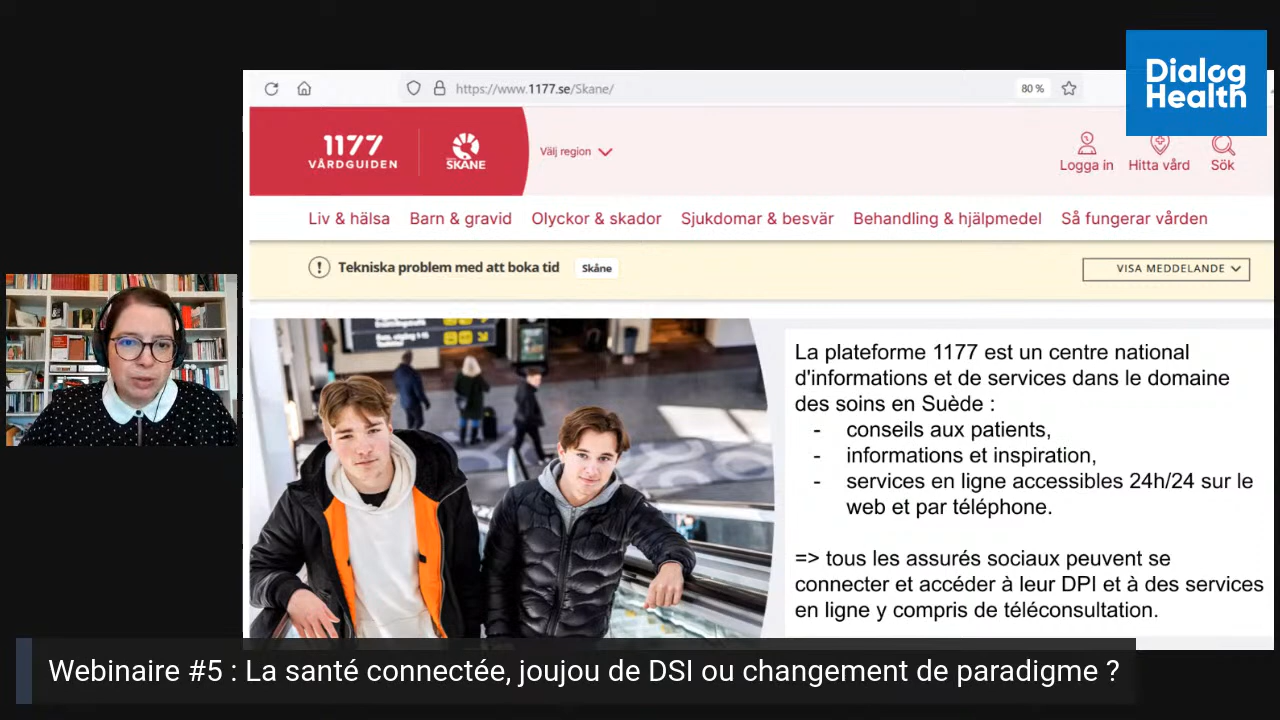 https://www.1177.se/Skane/
80 %
Dialog
Health
1177
VÅRDGUIDEN
SKÅNE
Välj region
Logga in
Hitta vård
Sök
Liv & hälsa
Barn & gravid
Olyckor & skador
Sjukdomar & besvär
Behandling & hjälpmedel
Så fungerar vården
Tekniska problem med att boka tid
Skåne
VISA MEDDELANDE
La plateforme 1177 est un centre national
d'informations et de services dans le domaine
des soins en Suède :
- conseils aux patients,
- informations et inspiration,
- services en ligne accessibles 24h/24 sur le
web et par téléphone.
=> tous les assurés sociaux peuvent se
connecter et accéder à leur DPI et à des services
en ligne y compris de téléconsultation.
Webinaire #5 : La santé connectée, joujou de DSI ou changement de paradigme ?